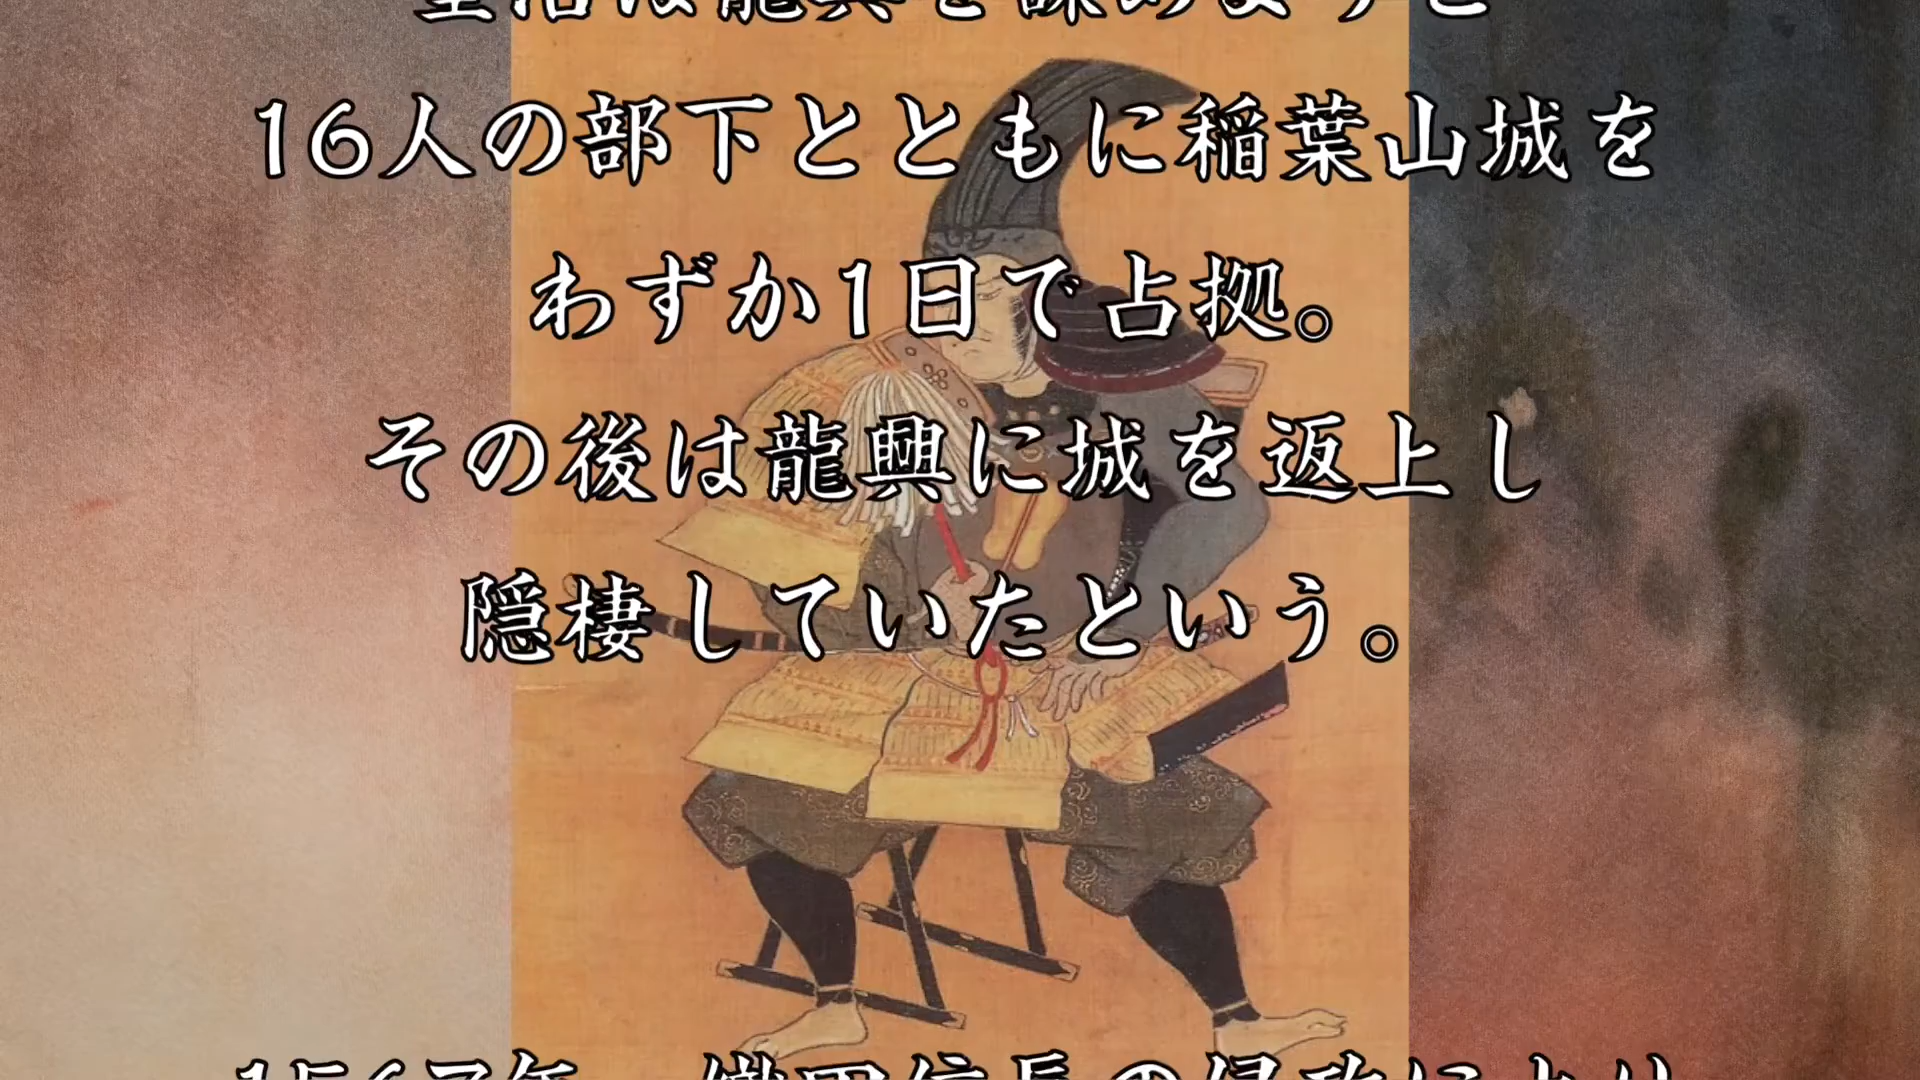 16人の部下とともに稲葉山城を
わずか1日で占拠。
その後は龍興に城を返上し
隠棲していたという。